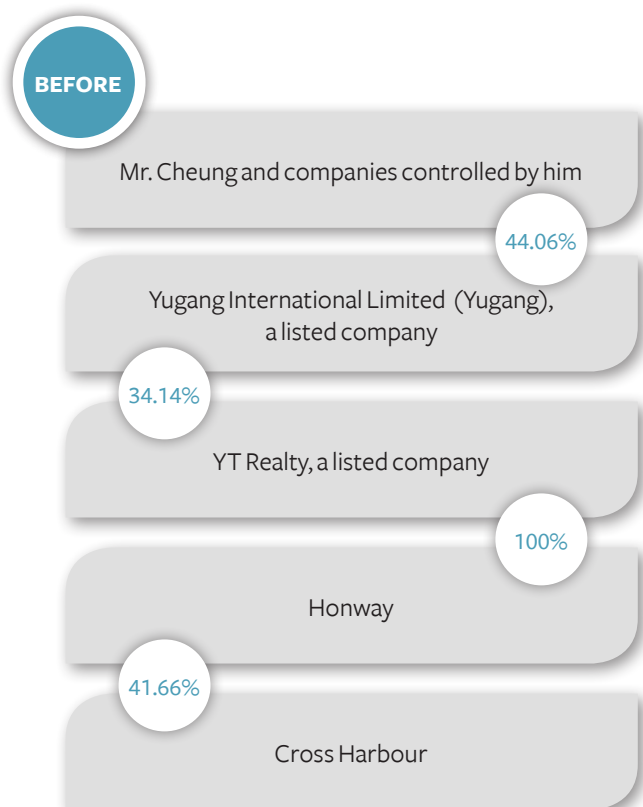 BEFORE
Mr. Cheung and companies controlled by him
44.06%
Yugang International Limited (Yugang),
a listed company
34.14%
YT Realty, a listed company
100%
Honway
41.66%
Cross Harbour